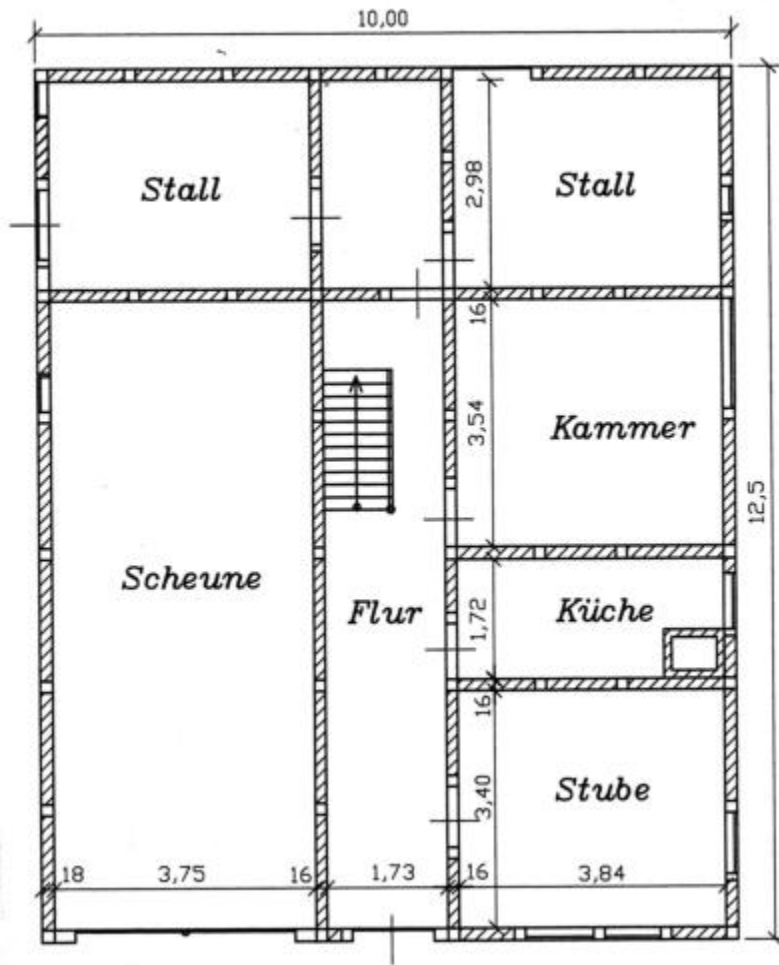 10,00
Stall
Stall
2,98
16
3,54
Kammer
12,5
Scheune
Flur
Küche
1,72
16
Stube
3,40
18
3,75
16
1,73
16
3,84